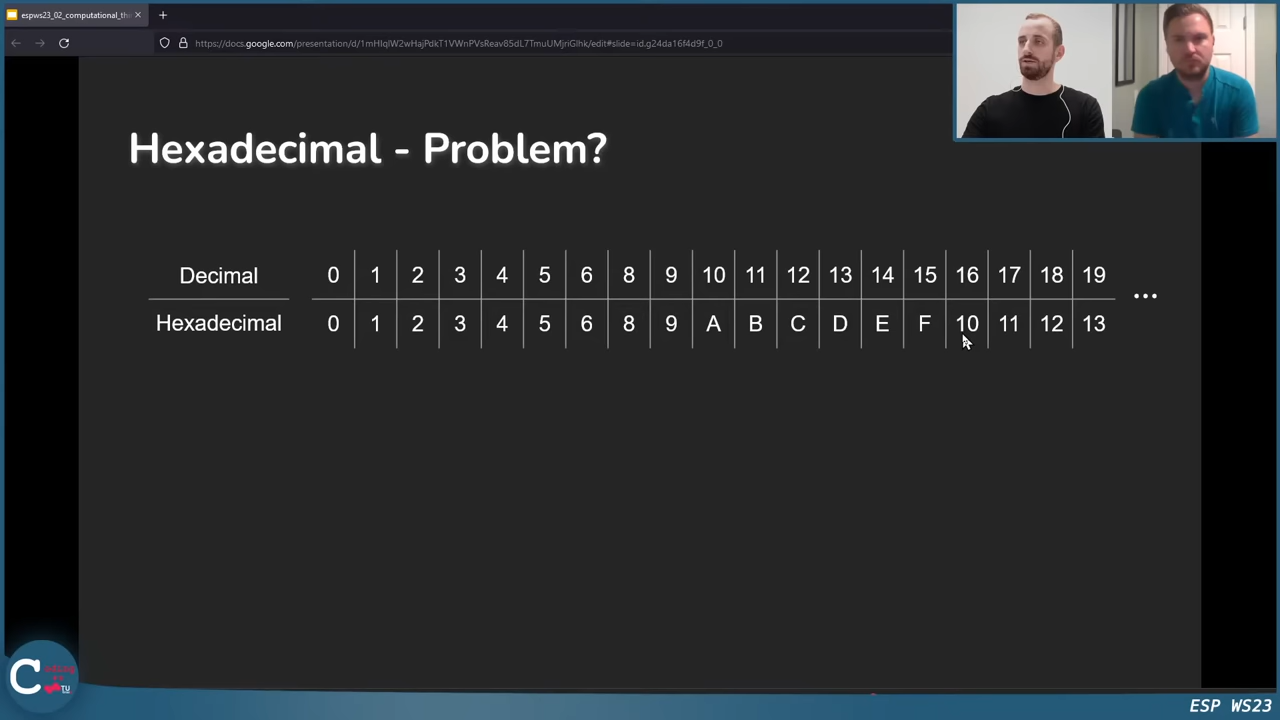 espws23_02_computational_th
https://docs.google.com/presentation/d/1mHIqlW2wHajPdkT1VWnPVsReav85dL7TmuUMjriGlhk/edit#slide=id.g24da16f4d9f_0_0
Hexadecimal - Problem?
Decimal 0 1 2 3 4 5 6 8 9 10 11 12 13 14 15 16 17 18 19 ...
Hexadecimal 0 1 2 3 4 5 6 8 9 A B C D E F 10 11 12 13
C
TU
ESP WS23